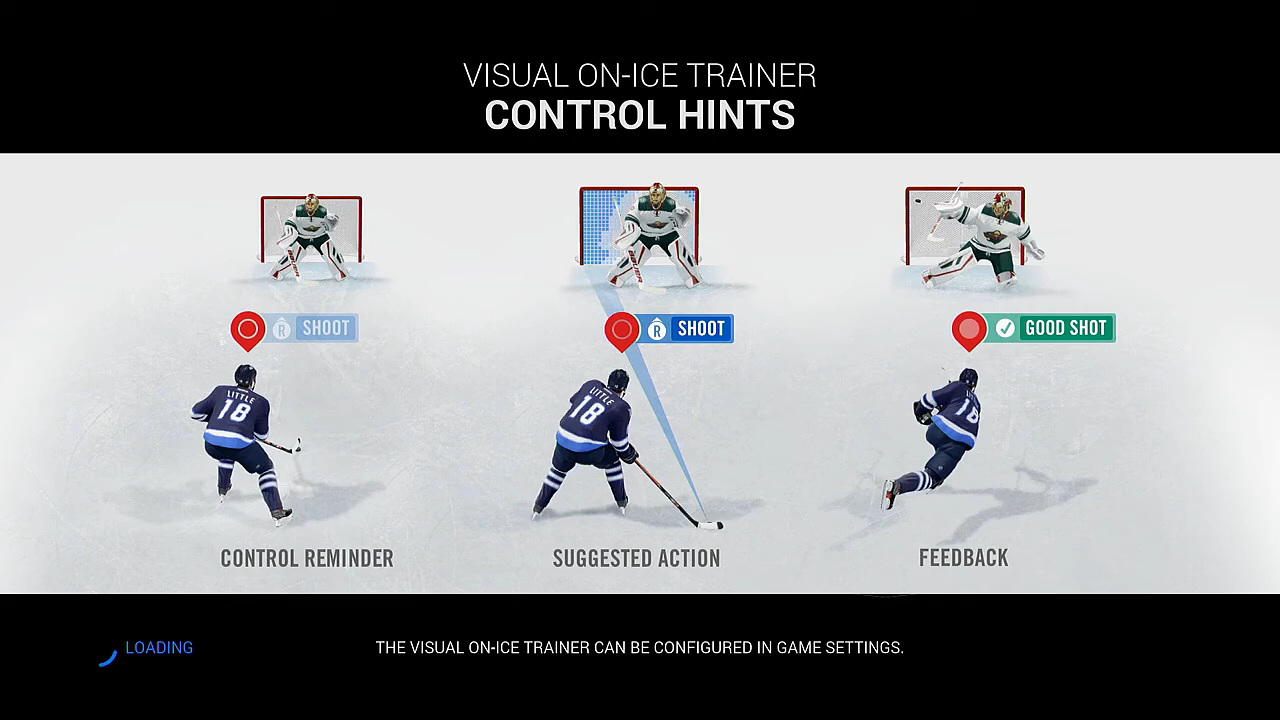 VISUAL ON-ICE TRAINER
CONTROL HINTS
R SHOOT
R SHOOT
GOOD SHOT
LITTLE
18
LITTLE
18
18
CONTROL REMINDER
SUGGESTED ACTION
FEEDBACK
LOADING
THE VISUAL ON-ICE TRAINER CAN BE CONFIGURED IN GAME SETTINGS.